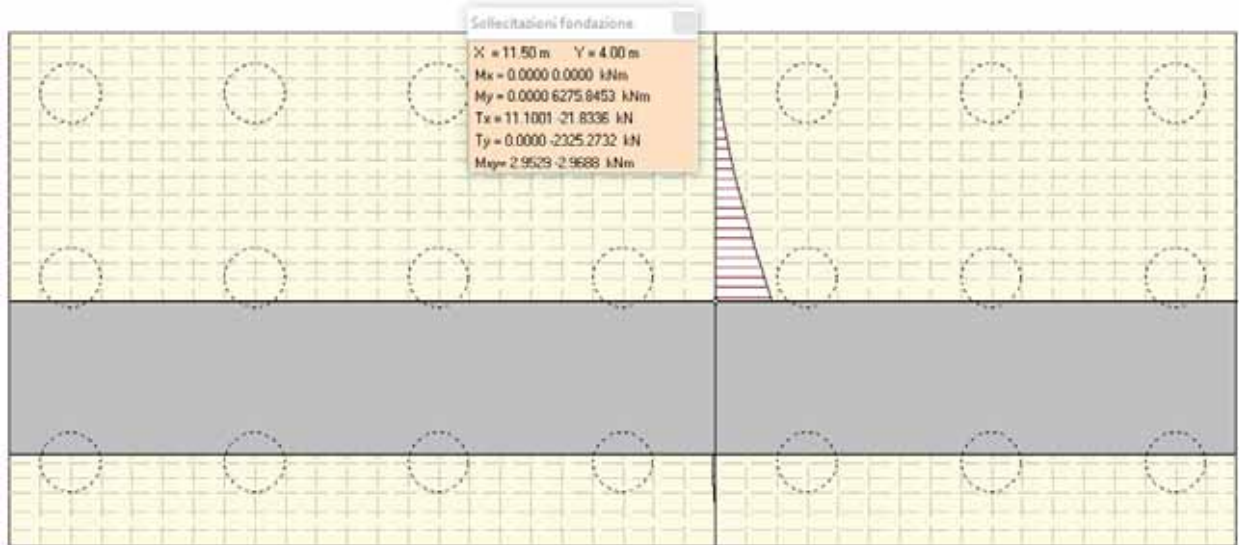 Sollecitazioni fondazione
X = 11.50 m Y = 4.00 m
Mx = 0.0000 0.0000 kNm
My = 0.0000 6275.8453 kNm
Tx = 11.1001 -21.8336 kN
Ty = 0.0000 -2325.2732 kN
Mxy= 2.9529 -2.9688 kNm